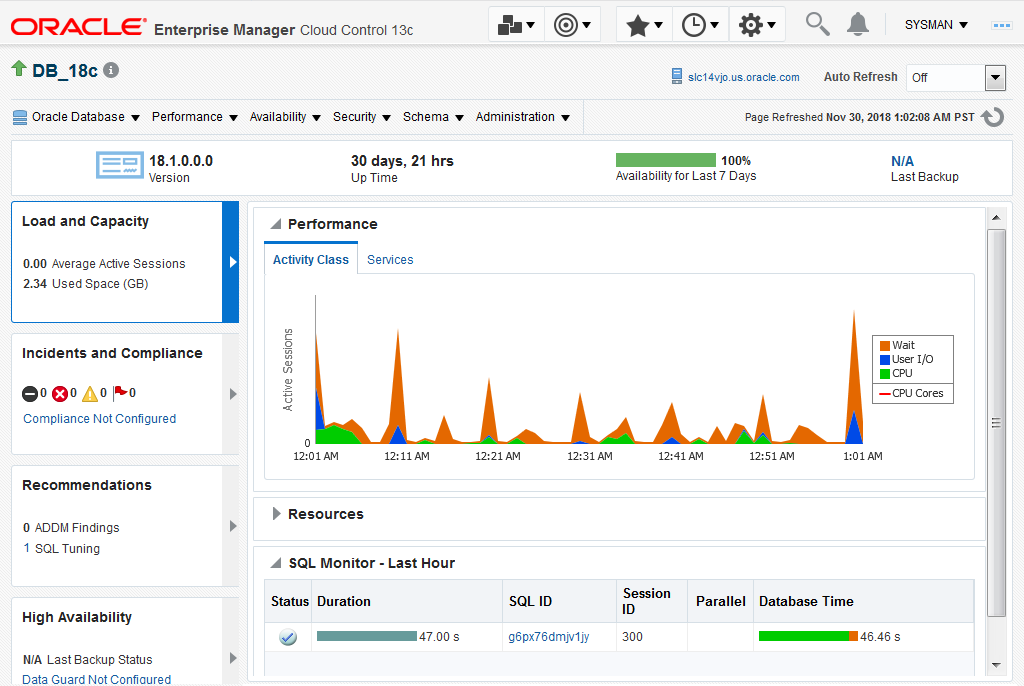 ORACLE Enterprise Manager Cloud Control 13c
SYSMAN
DB_18c
slc14vjo.us.oracle.com
Auto Refresh Off
Oracle Database Performance Availability Security Schema Administration
Page Refreshed Nov 30, 2018 1:02:08 AM PST
18.1.0.0.0
Version
30 days, 21 hrs
Up Time
100%
Availability for Last 7 Days
N/A
Last Backup
Load and Capacity
0.00 Average Active Sessions
2.34 Used Space (GB)
Incidents and Compliance
0 0 0 0
Compliance Not Configured
Recommendations
0 ADDM Findings
1 SQL Tuning
High Availability
N/A Last Backup Status
Data Guard Not Configured
Performance
Activity Class Services
Active Sessions
0
12:01 AM 12:11 AM 12:21 AM 12:31 AM 12:41 AM 12:51 AM 1:01 AM
Wait
User I/O
CPU
CPU Cores
Resources
SQL Monitor - Last Hour
Status Duration SQL ID Session ID Parallel Database Time
47.00 s g6px76dmjv1jy 300 46.46 s